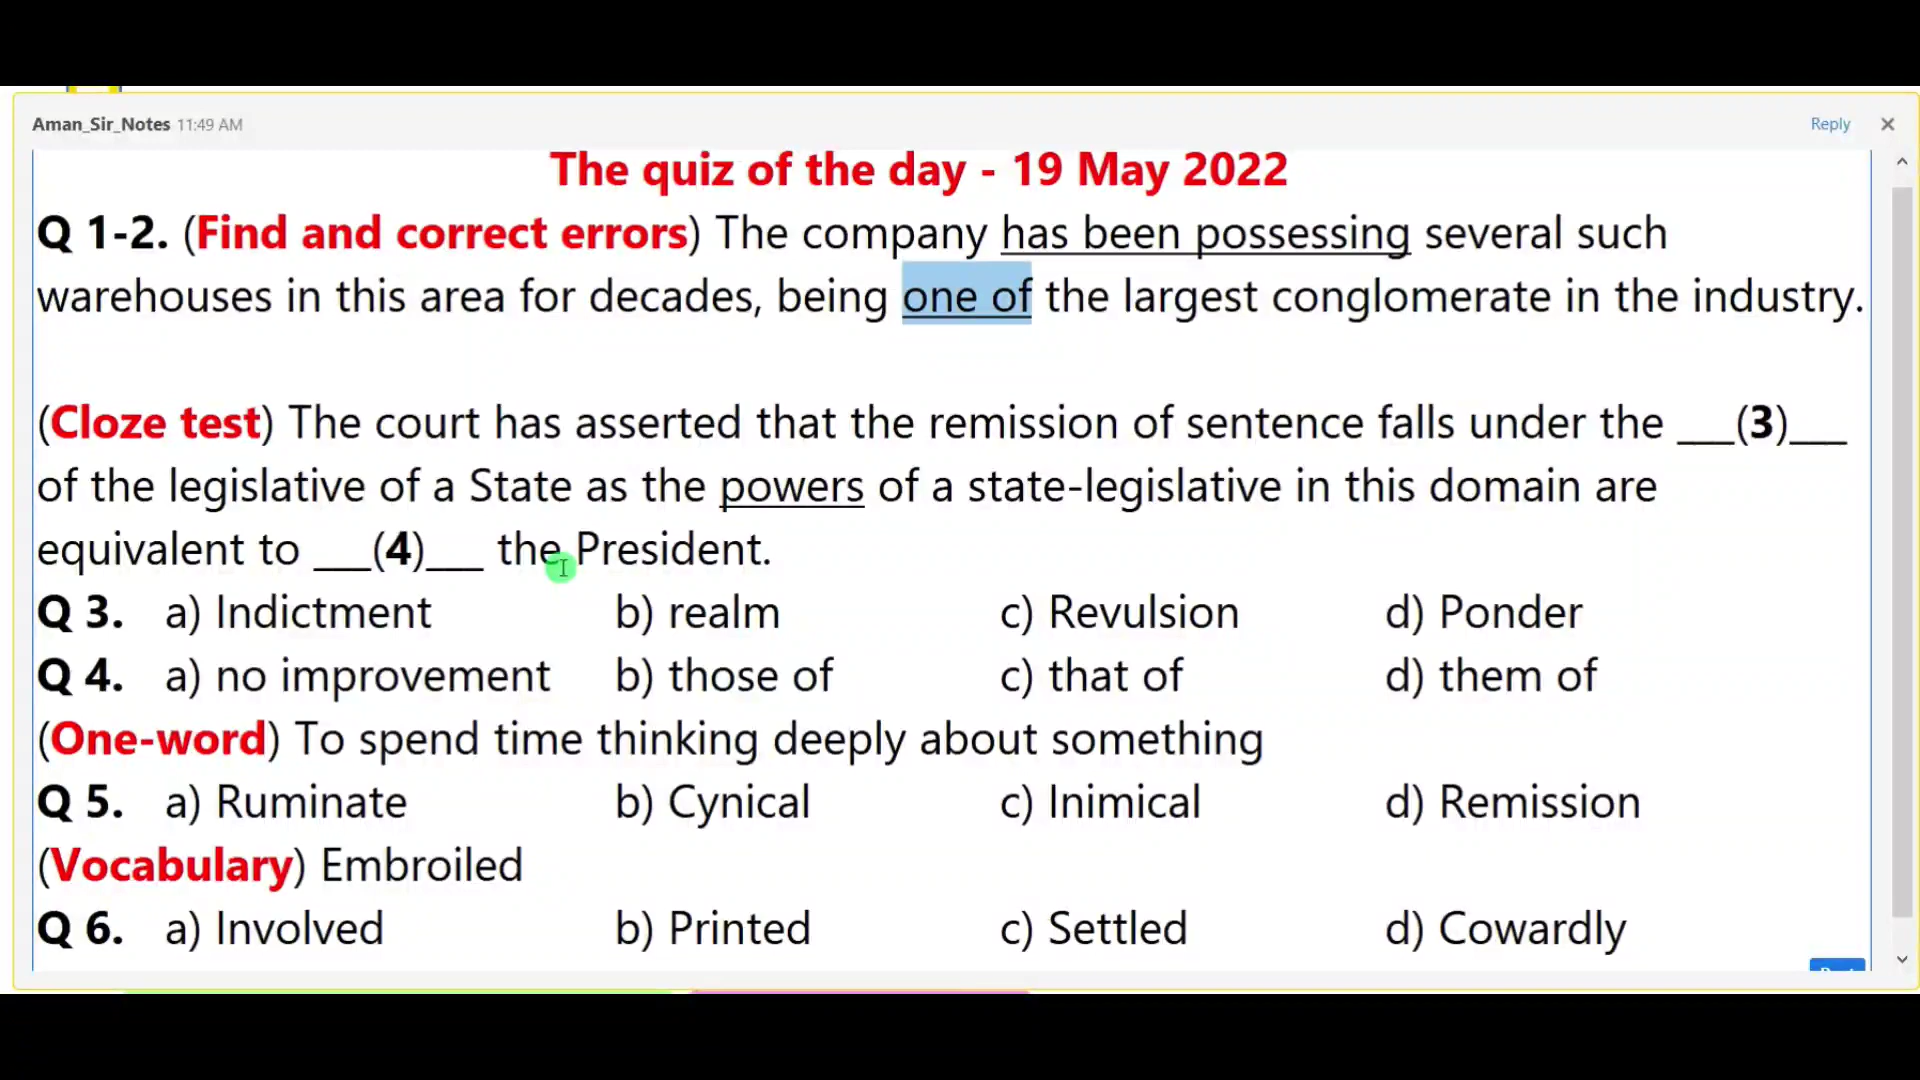 Aman_Sir_Notes 11:49 AM Reply
The quiz of the day - 19 May 2022
Q 1-2. (Find and correct errors) The company has been possessing several such
warehouses in this area for decades, being one of the largest conglomerate in the industry.
(Cloze test) The court has asserted that the remission of sentence falls under the ___(3)___
of the legislative of a State as the powers of a state-legislative in this domain are
equivalent to ___(4)___ the President.
Q 3. a) Indictment b) realm c) Revulsion d) Ponder
Q 4. a) no improvement b) those of c) that of d) them of
(One-word) To spend time thinking deeply about something
Q 5. a) Ruminate b) Cynical c) Inimical d) Remission
(Vocabulary) Embroiled
Q 6. a) Involved b) Printed c) Settled d) Cowardly